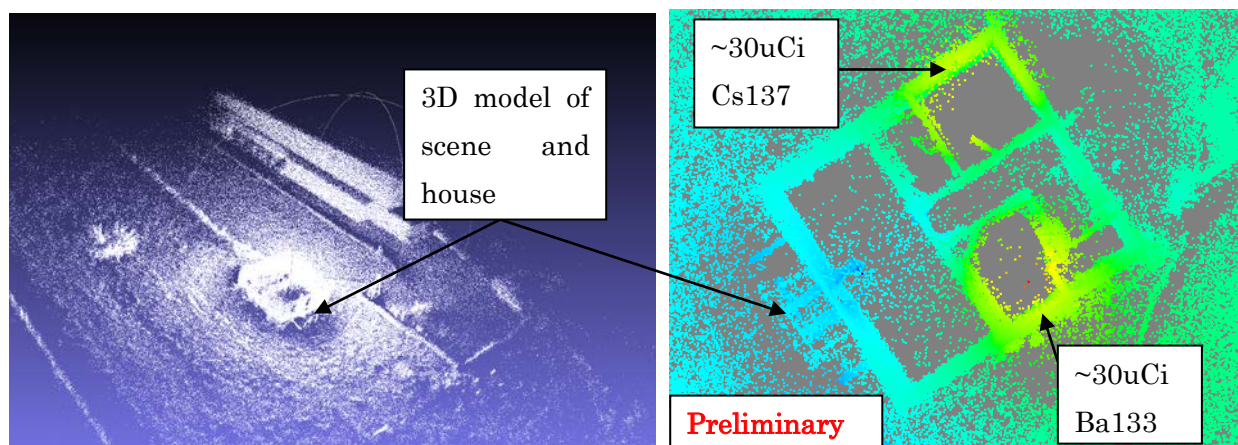 3D model of
scene and
house
~30uCi
Cs137
~30uCi
Ba133
Preliminary